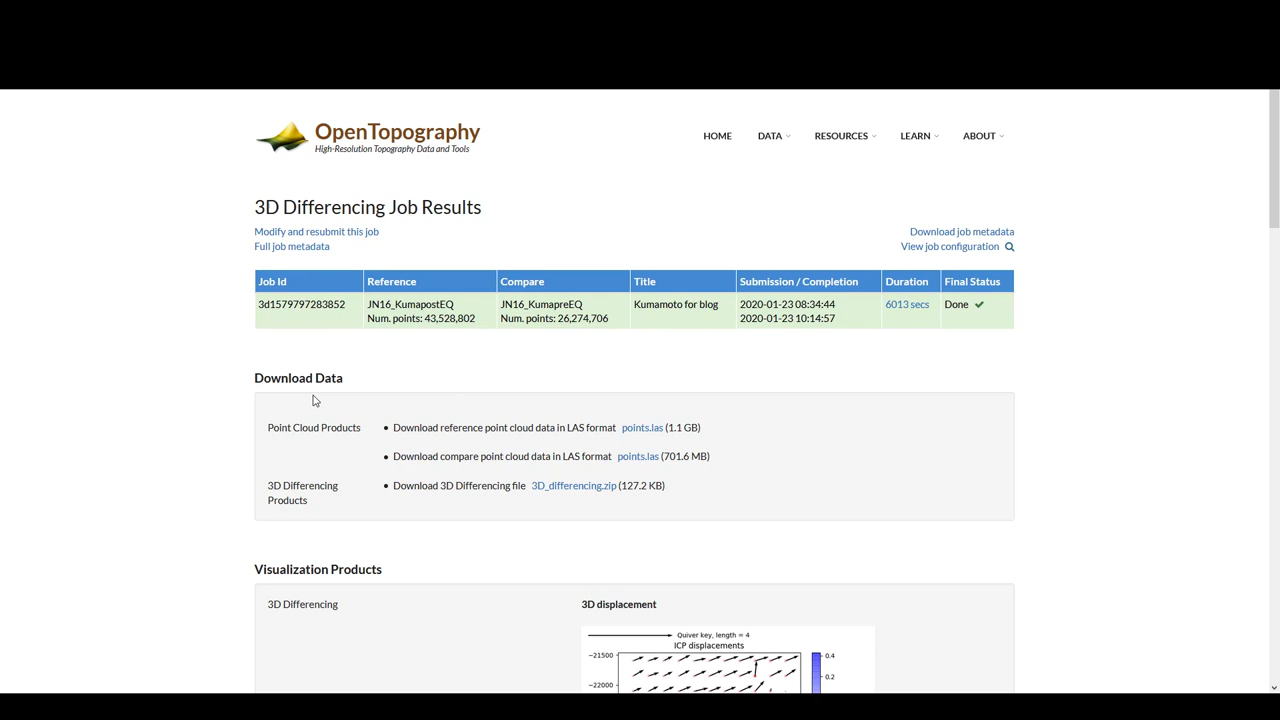 OpenTopography
High-Resolution Topography Data and Tools
HOME DATA RESOURCES LEARN ABOUT
3D Differencing Job Results
Modify and resubmit this job
Full job metadata
Download job metadata
View job configuration
Job Id Reference Compare Title Submission / Completion Duration Final Status
3d1579797283852 JN16_KumapostEQ JN16_KumapreEQ Kumamoto for blog 2020-01-23 08:34:44 6013 secs Done
Num. points: 43,528,802 Num. points: 26,274,706 2020-01-23 10:14:57
Download Data
Point Cloud Products • Download reference point cloud data in LAS format points.las (1.1 GB)
• Download compare point cloud data in LAS format points.las (701.6 MB)
3D Differencing • Download 3D Differencing file 3D_differencing.zip (127.2 KB)
Products
Visualization Products
3D Differencing 3D displacement
Quiver key, length = 4
ICP displacements
−21500 0.4
0.2
−22000